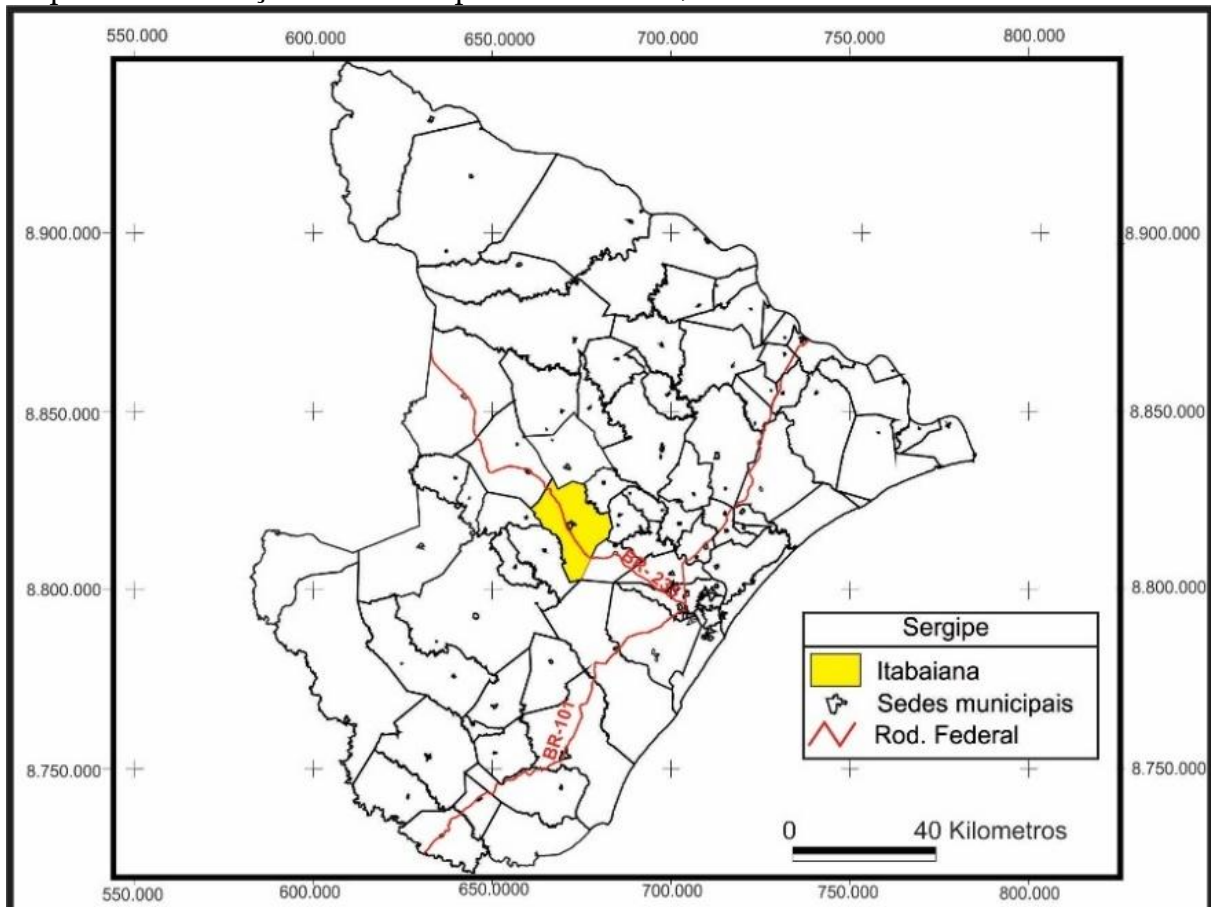 550.000 600.000 650.0000 700.000 750.000 800.000
8.900.000 8.900.000
8.850.000 8.850.000
BR-23
8.800.000 8.800.000
Sergipe
Itabaiana
Sedes municipais
Rod. Federal
BR-101
8.750.000 8.750.000
0 40 Kilometros
550.000 600.000 650.0000 700.000 750.000 800.000